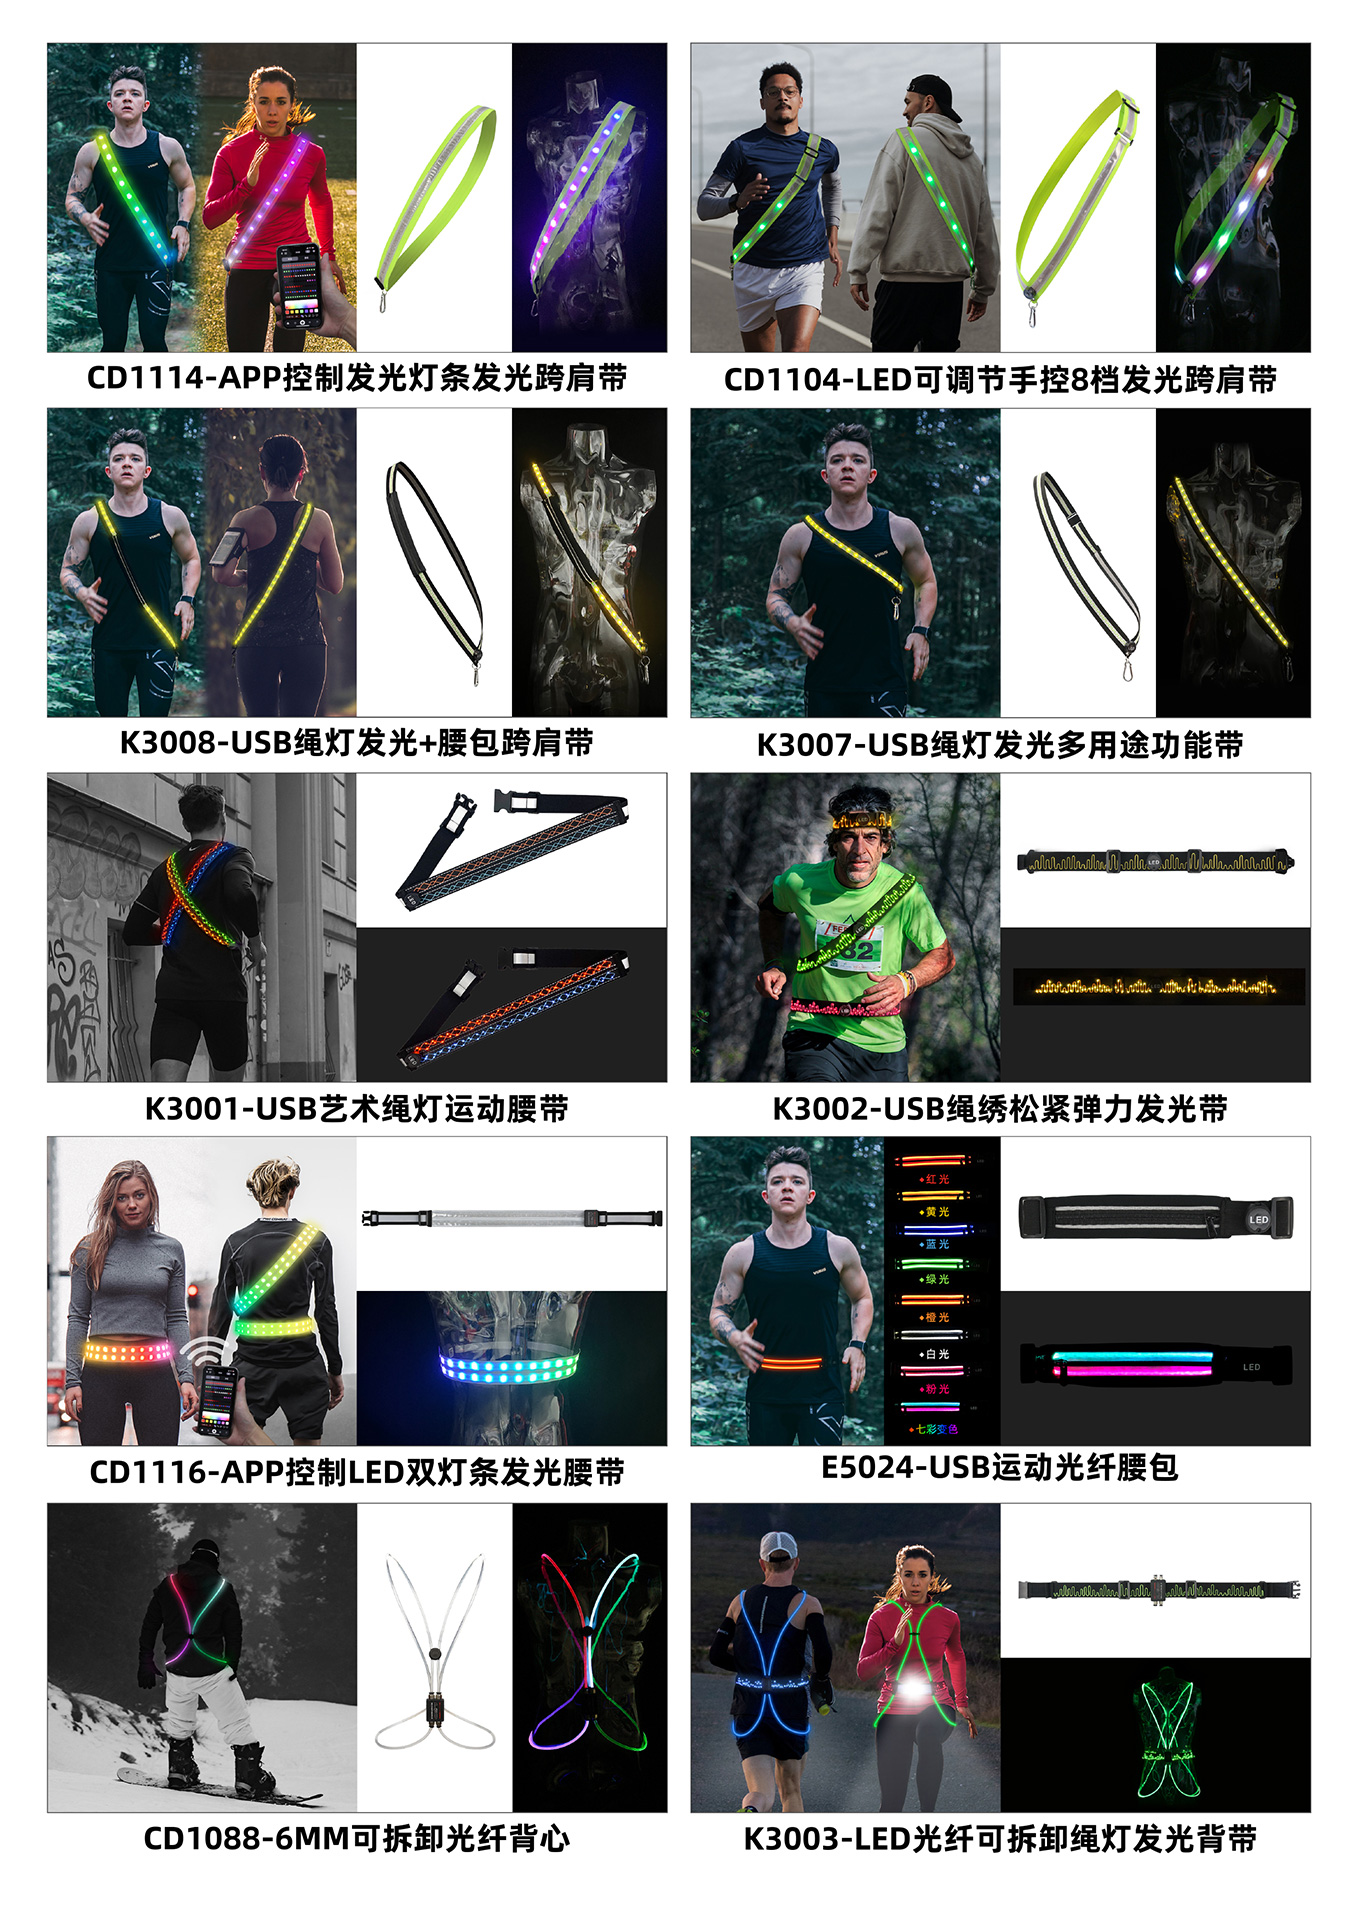 CD1114-APP控制发光灯条发光跨肩带
CD1104-LED可调节手控8档发光跨肩带
K3008-USB绳灯发光+腰包跨肩带
K3007-USB绳灯发光多用途功能带
LED
LED
K3001-USB艺术绳灯运动腰带
LED
K3002-USB绳绣松紧弹力发光带
CD1116-APP控制LED双灯条发光腰带
红光
黄光
蓝光
绿光
橙光
白光
粉光
七彩变色
LED
LED
E5024-USB运动光纤腰包
CD1088-6MM可拆卸光纤背心
K3003-LED光纤可拆卸绳灯发光背带